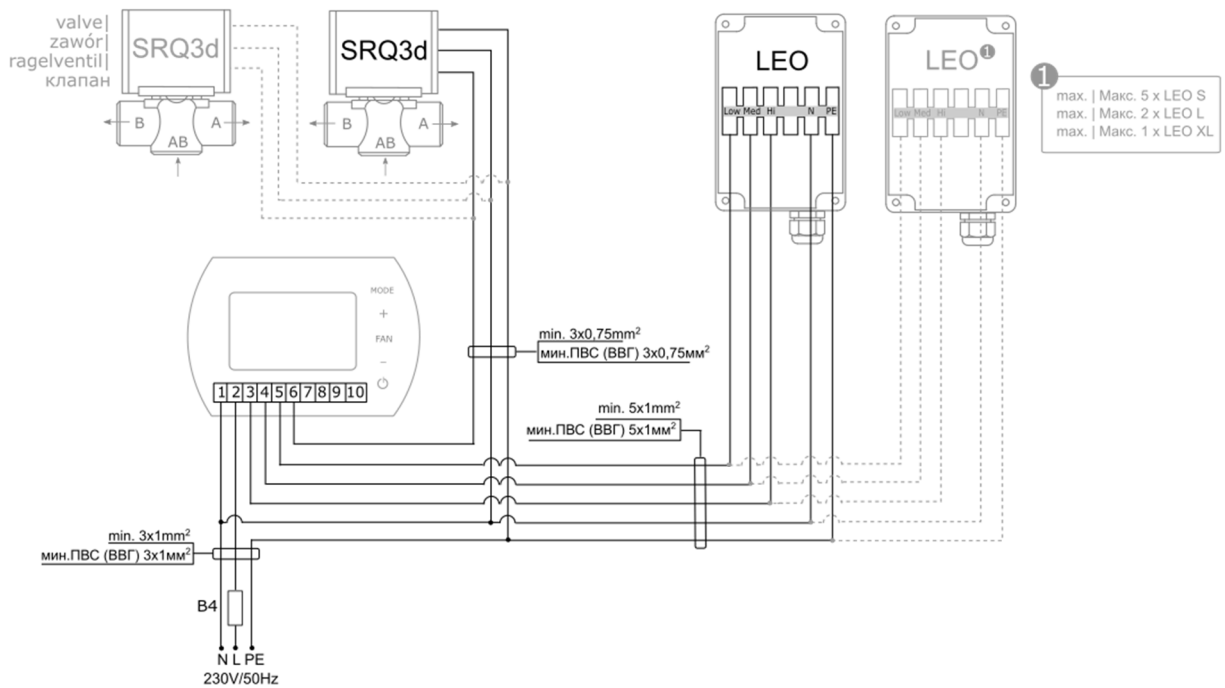 valve|
zawór|
ragelventil|
клапан
SRQ3d
B
A
AB
SRQ3d
B
A
AB
LEO
Low Med Hi N PE
LEO❶
Low Med Hi N PE
1
max. | Макс. 5 x LEO S
max. | Макс. 2 x LEO L
max. | Макс. 1 x LEO XL
MODE
+
FAN
-
1 2 3 4 5 6 7 8 9 10
min. 3x0,75mm²
мин.ПВС (ВВГ) 3x0,75мм²
min. 5x1mm²
мин.ПВС (ВВГ) 5x1мм²
min. 3x1mm²
мин.ПВС (ВВГ) 3x1мм²
B4
N L PE
230V/50Hz